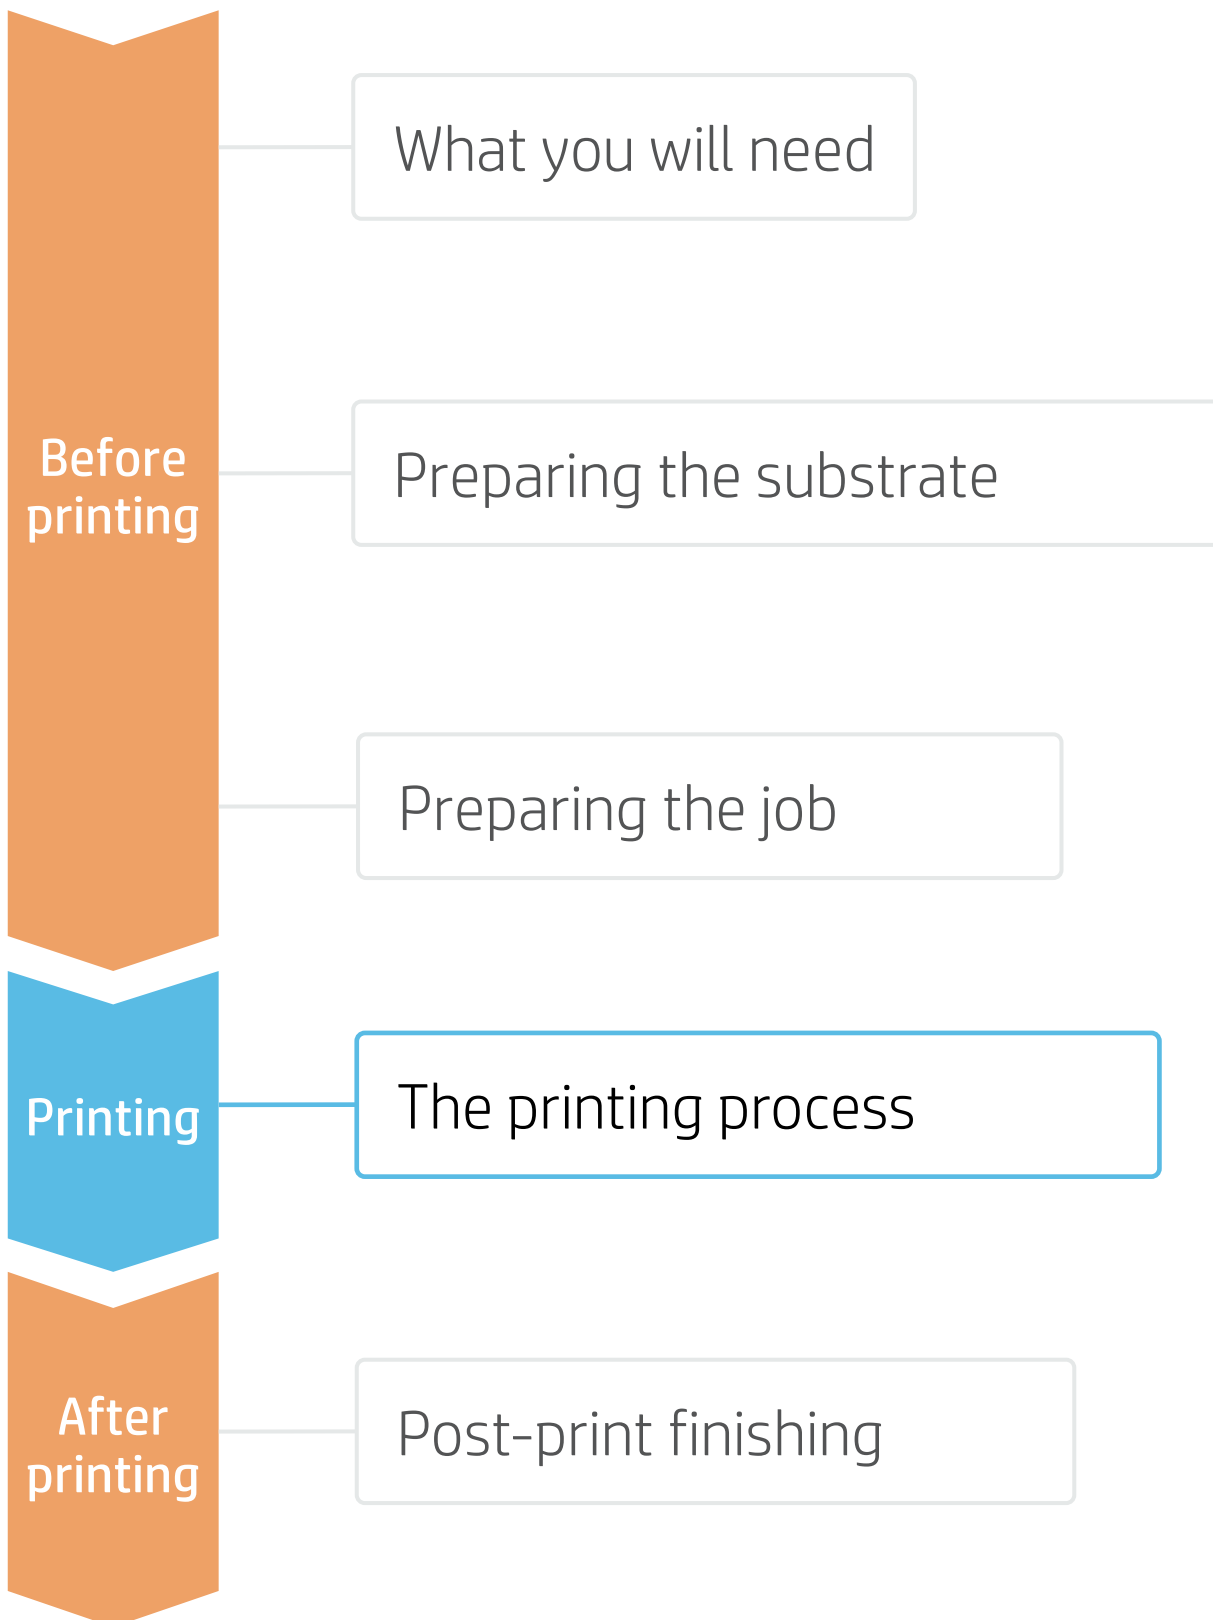 What you will need
Before
printing
Preparing the substrate
Preparing the job
Printing
The printing process
After
printing
Post-print finishing